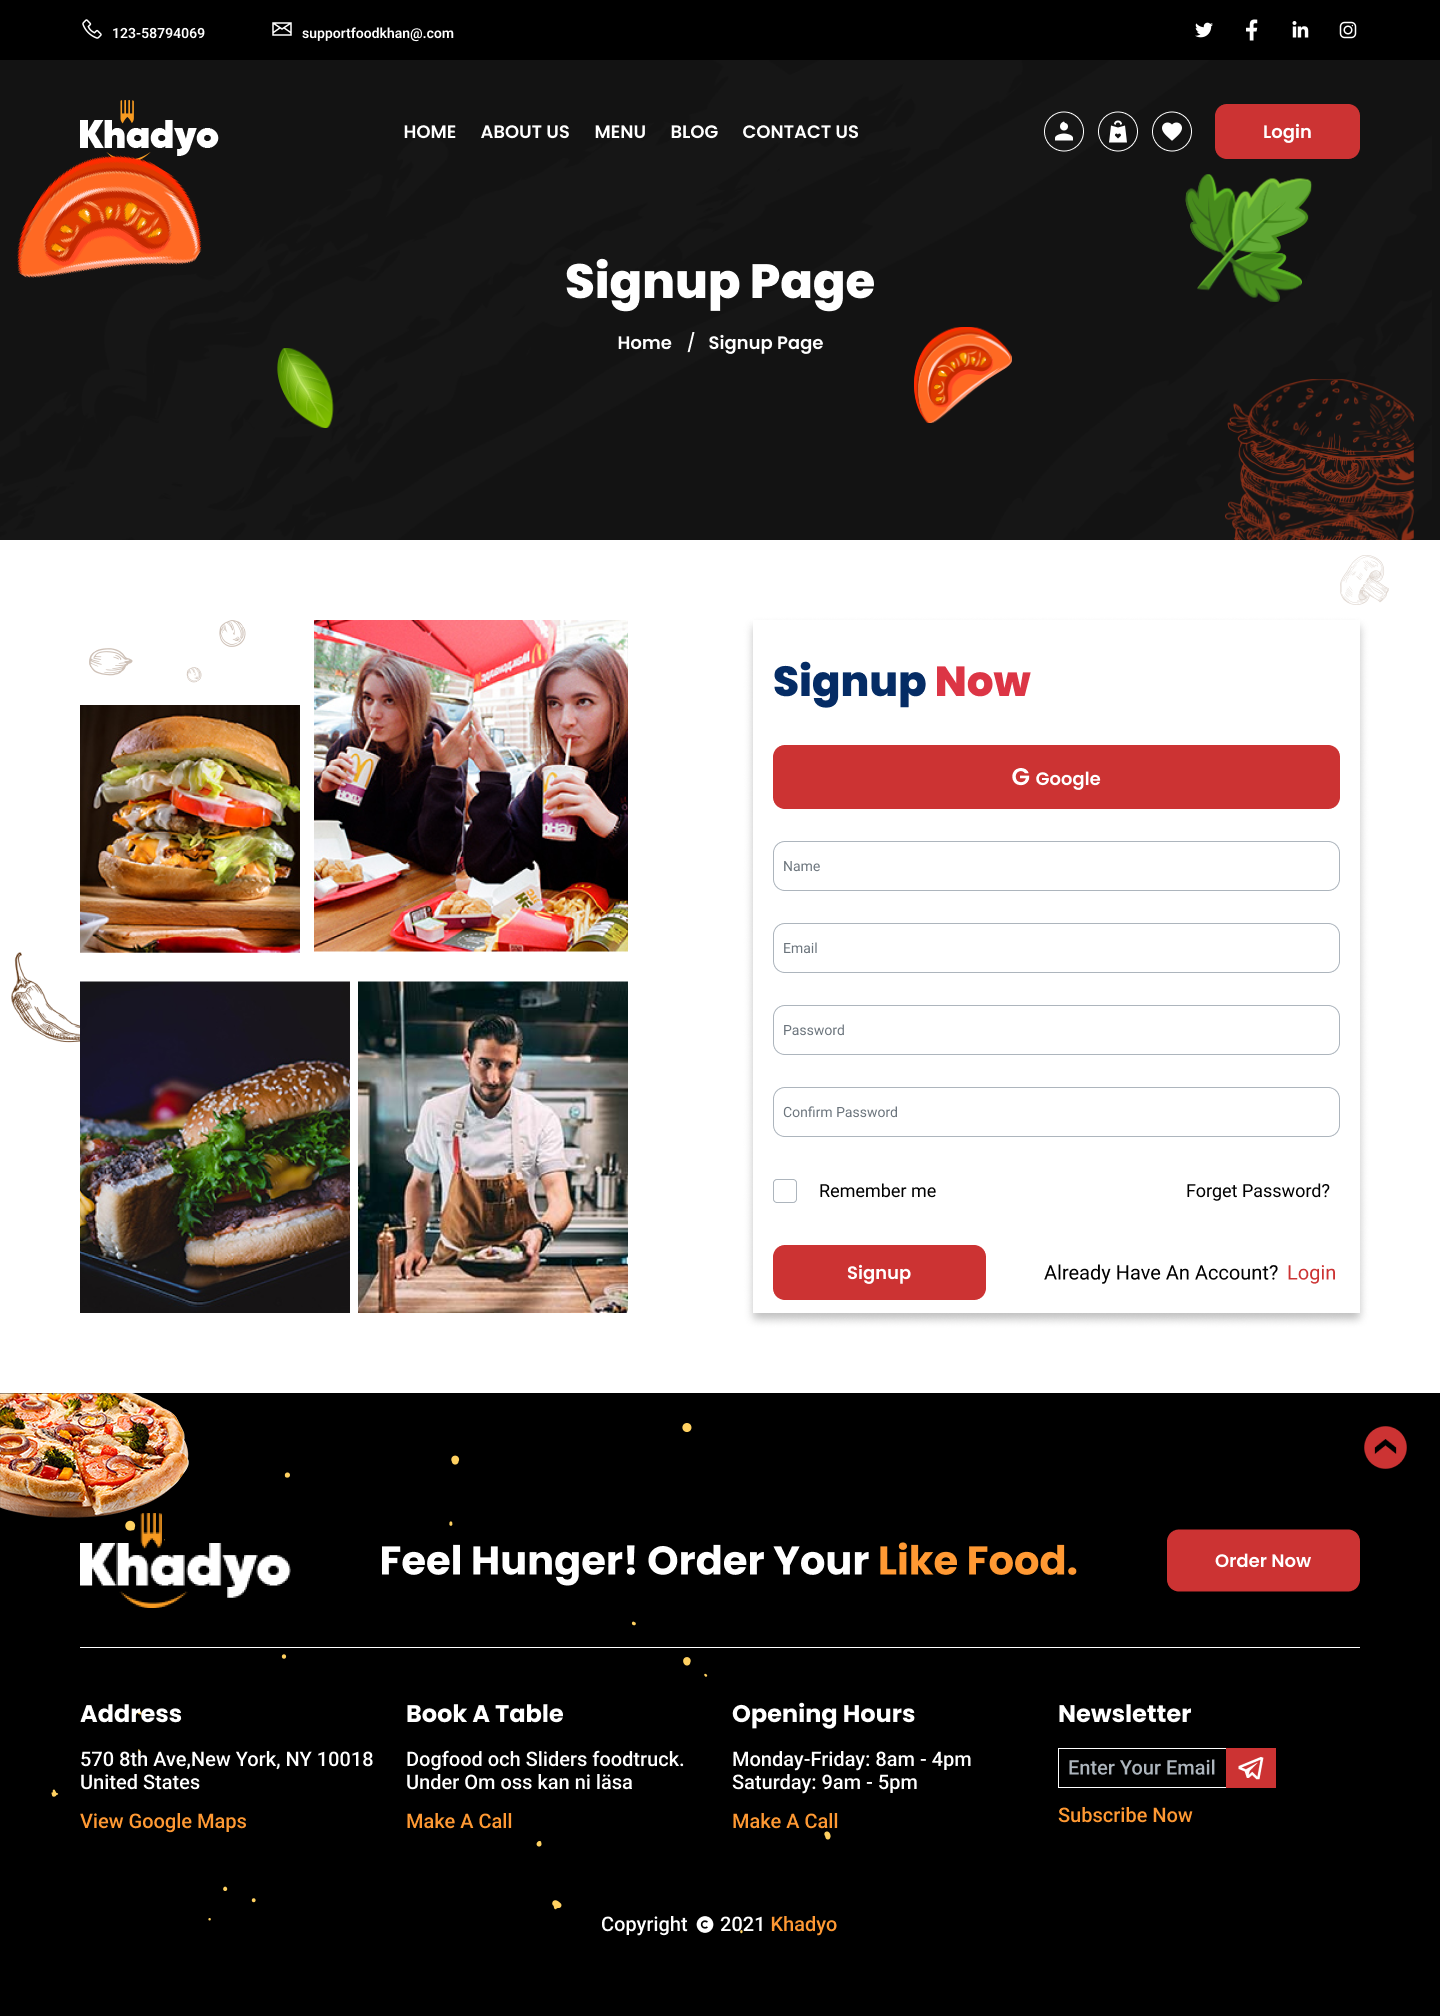 123-58794069
supportfoodkhan@.com
Khadyo
HOME ABOUT US MENU BLOG CONTACT US
Login
Signup Page
Home / Signup Page
Signup Now
G Google
Name
Email
Password
Confirm Password
Remember me
Forget Password?
Signup
Already Have An Account? Login
Khadyo
Feel Hunger! Order Your Like Food.
Order Now
Address
570 8th Ave,New York, NY 10018
United States
View Google Maps
Book A Table
Dogfood och Sliders foodtruck.
Under Om oss kan ni läsa
Make A Call
Opening Hours
Monday-Friday: 8am - 4pm
Saturday: 9am - 5pm
Make A Call
Newsletter
Enter Your Email
Subscribe Now
Copyright © 2021 Khadyo